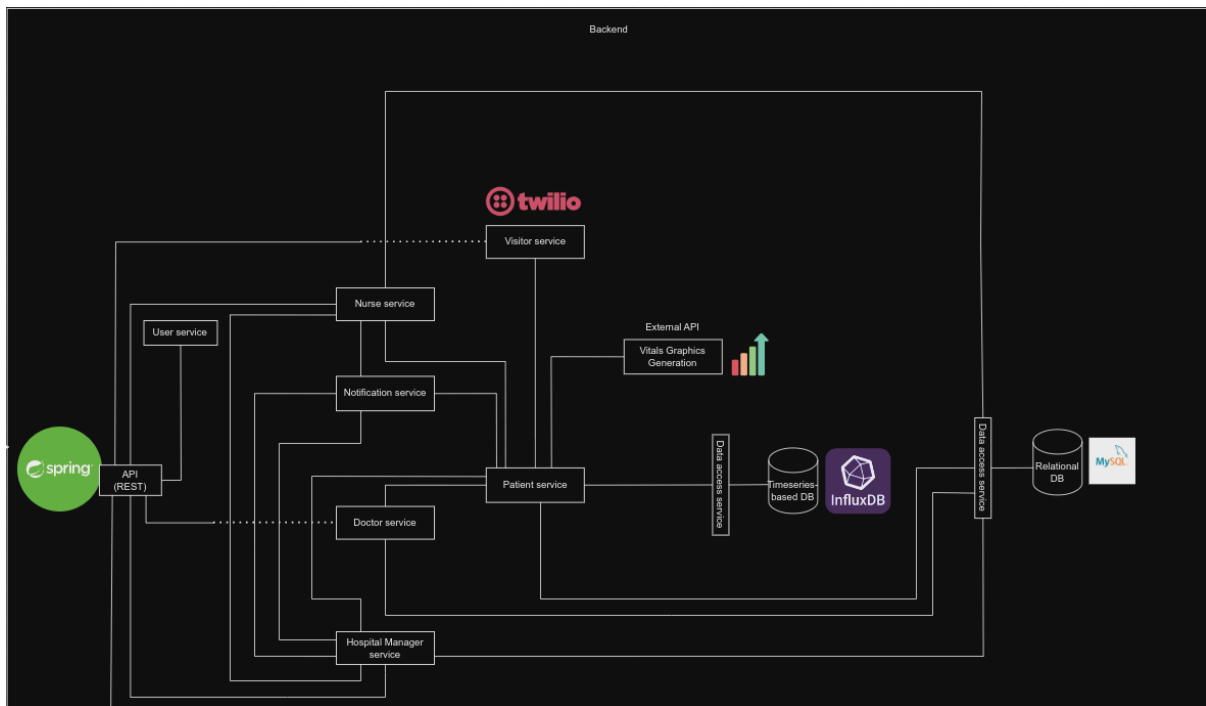 Backend
twilio
Visitor service
Nurse service
User service
External API
Vitals Graphics
Generation
Notification service
spring
API
(REST)
Patient service
Data access service
Timeseries-
based DB
InfluxDB
Data access service
Relational
DB
MySQL
Doctor service
Hospital Manager
service